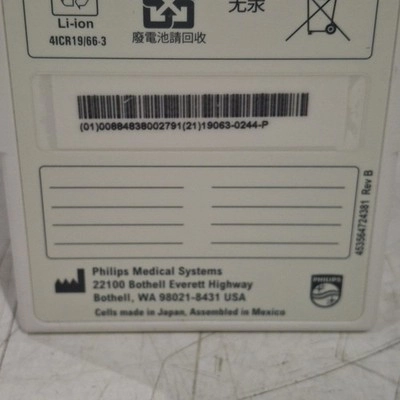 Li-ion
4ICR19/66-3
廢電池請回收
无汞
(01)00884838002791(21)19063-0244-P
453564724381 Rev B
Philips Medical Systems
22100 Bothell Everett Highway
Bothell, WA 98021-8431 USA
Cells made in Japan, Assembled in Mexico
PHILIPS